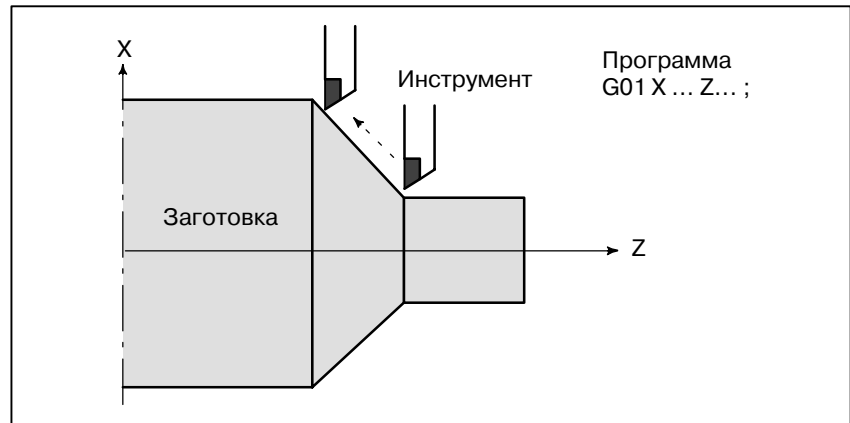 X
Инструмент
Программа
G01 X ... Z... ;
Заготовка
Z